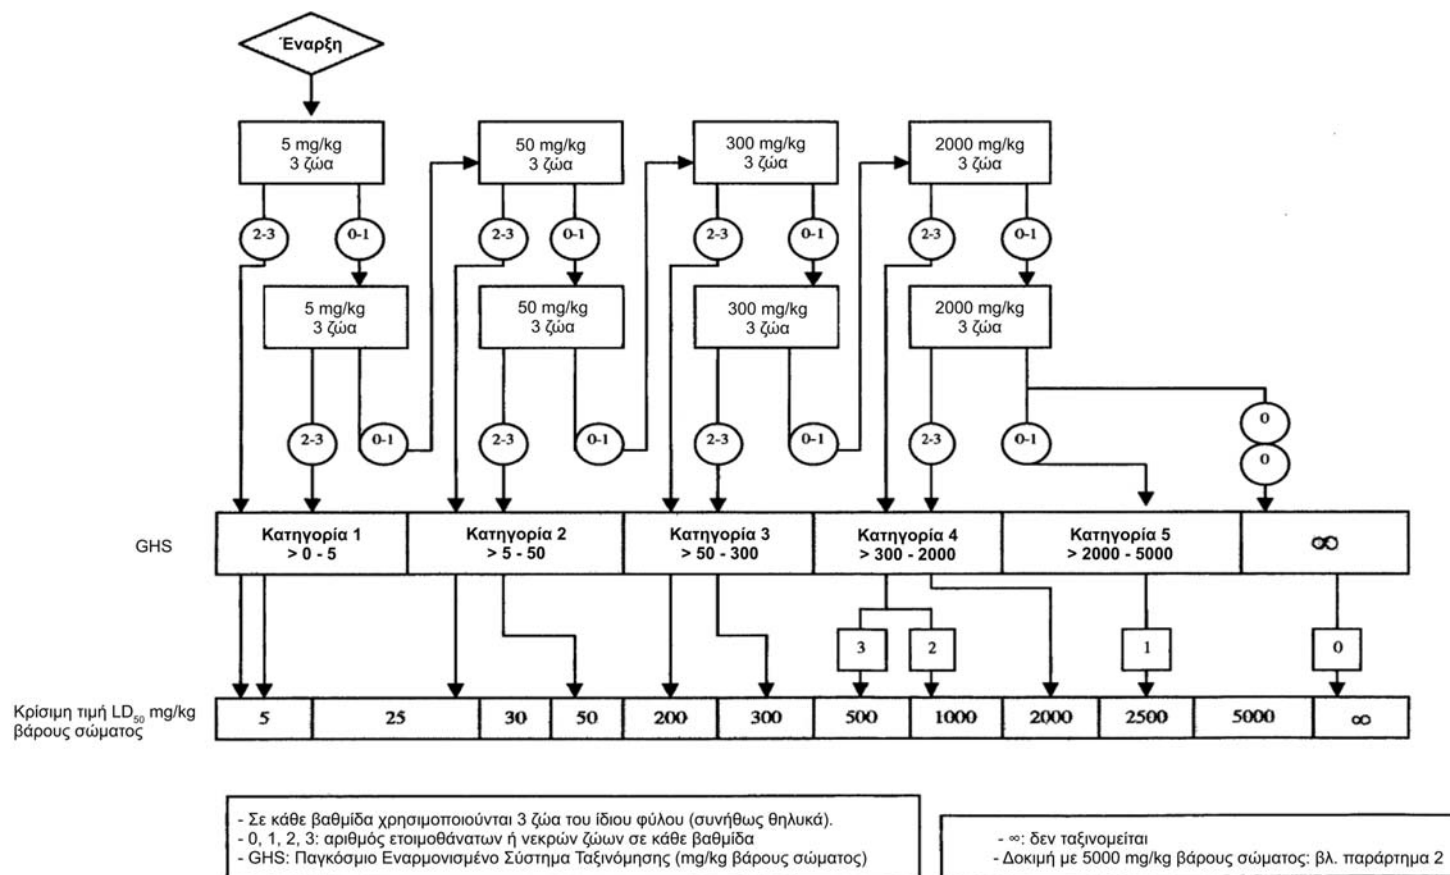 Έναρξη
5 mg/kg
3 ζώα
50 mg/kg
3 ζώα
300 mg/kg
3 ζώα
2000 mg/kg
3 ζώα
2-3
0-1
2-3
0-1
2-3
0-1
2-3
0-1
5 mg/kg
3 ζώα
50 mg/kg
3 ζώα
300 mg/kg
3 ζώα
2000 mg/kg
3 ζώα
2-3
0-1
2-3
0-1
2-3
0-1
2-3
0-1
0
0
GHS
Κατηγορία 1
> 0 - 5
Κατηγορία 2
> 5 - 50
Κατηγορία 3
> 50 - 300
Κατηγορία 4
> 300 - 2000
Κατηγορία 5
> 2000 - 5000
∞
3
2
1
0
Κρίσιμη τιμή LD50 mg/kg
βάρους σώματος
5
25
30
50
200
300
500
1000
2000
2500
5000
∞
- Σε κάθε βαθμίδα χρησιμοποιούνται 3 ζώα του ίδιου φύλου (συνήθως θηλυκά).
- 0, 1, 2, 3: αριθμός ετοιμοθάνατων ή νεκρών ζώων σε κάθε βαθμίδα
- GHS: Παγκόσμιο Εναρμονισμένο Σύστημα Ταξινόμησης (mg/kg βάρους σώματος)
- ∞: δεν ταξινομείται
- Δοκιμή με 5000 mg/kg βάρους σώματος: βλ. παράρτημα 2